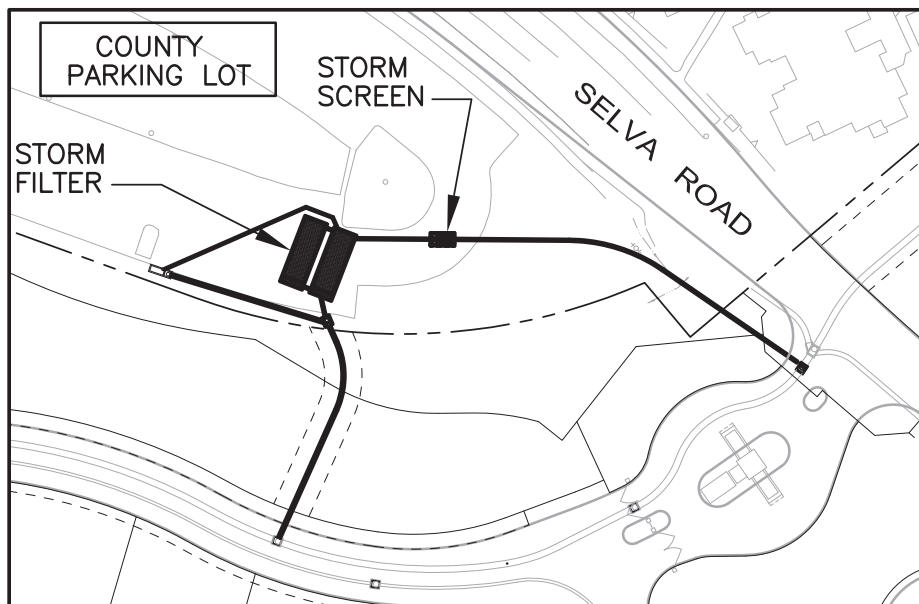 COUNTY
PARKING LOT
STORM
SCREEN
SELVA ROAD
STORM
FILTER